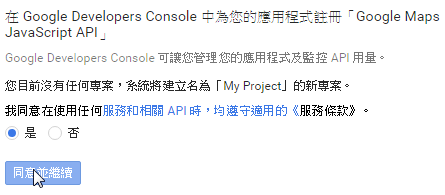 在 Google Developers Console 中為您的應用程式註冊「Google Maps
JavaScript API」
Google Developers Console 可讓您管理您的應用程式及監控 API 用量。
您目前沒有任何專案，系統將建立名為「My Project」的新專案。
我同意在使用任何服務和相關 API 時，均遵守適用的《服務條款》。
是 否
同意並繼續